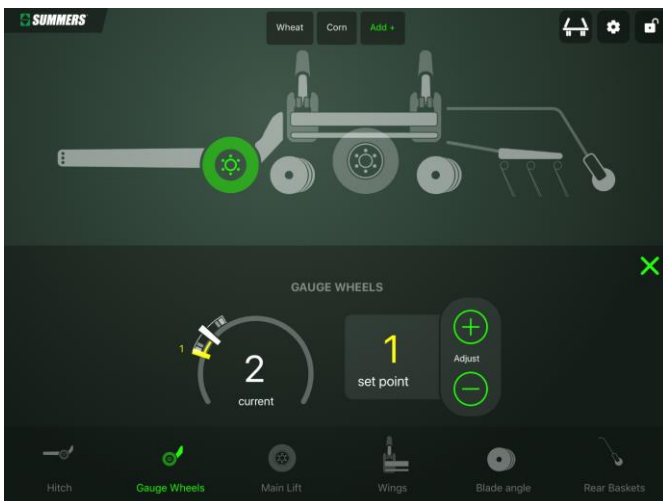 SUMMERS
Wheat Corn Add +
GAUGE WHEELS
1
2
current
1
set point
Adjust
Hitch Gauge Wheels Main Lift Wings Blade angle Rear Baskets